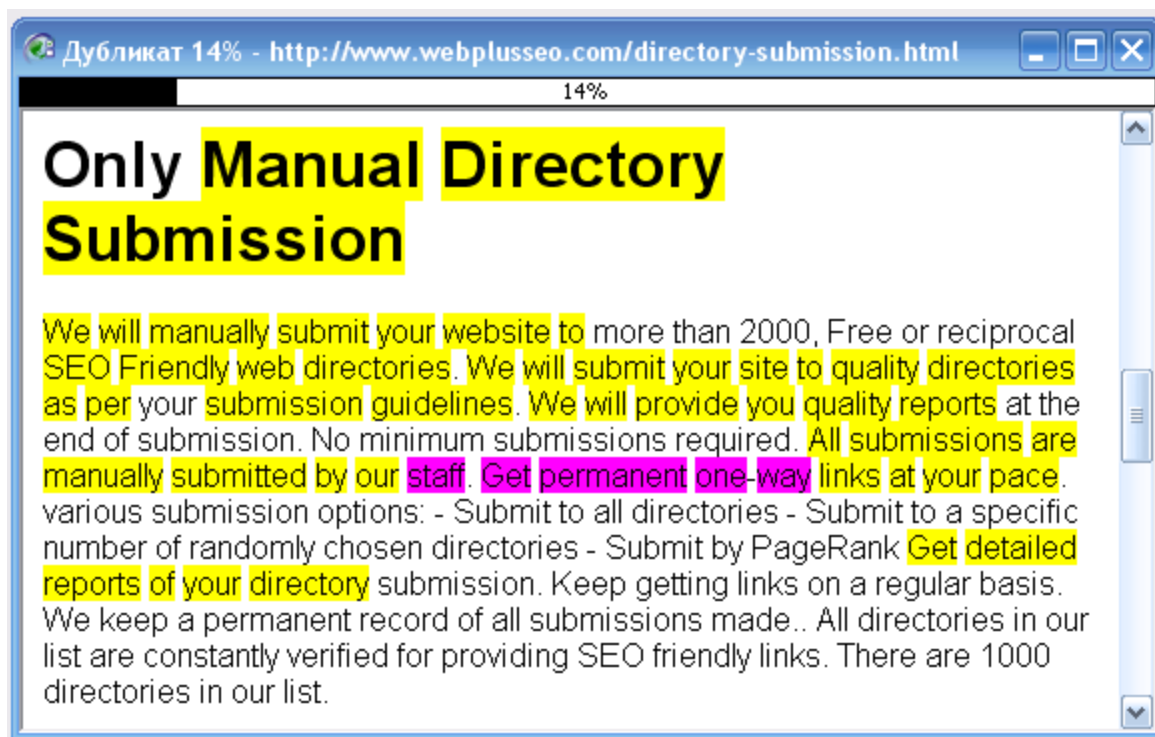 Дубликат 14% - http://www.webplusseo.com/directory-submission.html
14%
Only Manual Directory
Submission
We will manually submit your website to more than 2000, Free or reciprocal
SEO Friendly web directories. We will submit your site to quality directories
as per your submission guidelines. We will provide you quality reports at the
end of submission. No minimum submissions required. All submissions are
manually submitted by our staff. Get permanent one-way links at your pace.
various submission options: - Submit to all directories - Submit to a specific
number of randomly chosen directories - Submit by PageRank Get detailed
reports of your directory submission. Keep getting links on a regular basis.
We keep a permanent record of all submissions made.. All directories in our
list are constantly verified for providing SEO friendly links. There are 1000
directories in our list.